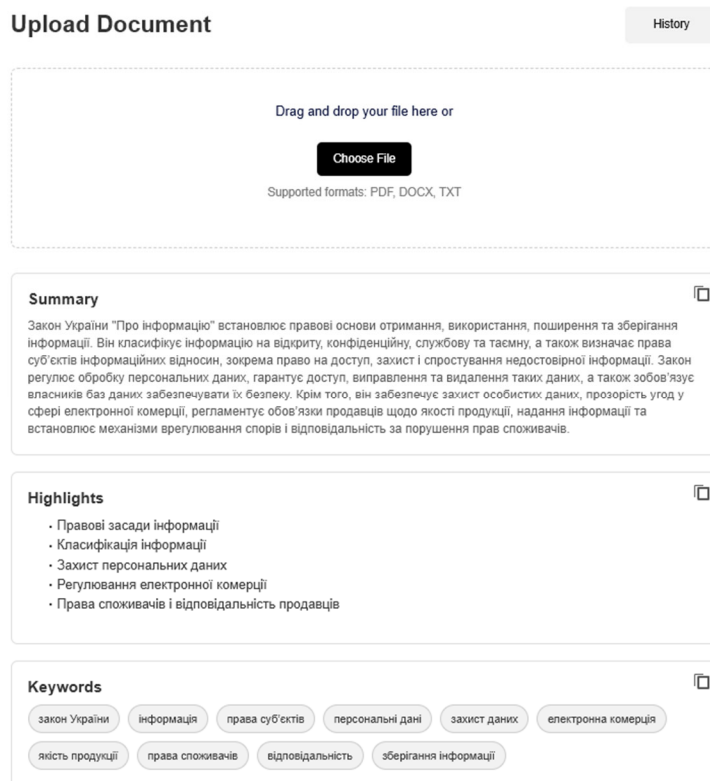 Upload Document
History
Drag and drop your file here or
Choose File
Supported formats: PDF, DOCX, TXT
Summary
Закон України "Про інформацію" встановлює правові основи отримання, використання, поширення та зберігання
інформації. Він класифікує інформацію на відкриту, конфіденційну, службову та таємну, а також визначає права
суб'єктів інформаційних відносин, зокрема право на доступ, захист і спростування недостовірної інформації. Закон
регулює обробку персональних даних, гарантує доступ, виправлення та видалення таких даних, а також зобов'язує
власників баз даних забезпечувати їх безпеку. Крім того, він забезпечує захист особистих даних, прозорість угод у
сфері електронної комерції, регламентує обов'язки продавців щодо якості продукції, надання інформації та
встановлює механізми врегулювання спорів і відповідальність за порушення прав споживачів.
Highlights
• Правові засади інформації
• Класифікація інформації
• Захист персональних даних
• Регулювання електронної комерції
• Права споживачів і відповідальність продавців
Keywords
закон України інформація права суб'єктів персональні дані захист даних електронна комерція
якість продукції права споживачів відповідальність зберігання інформації